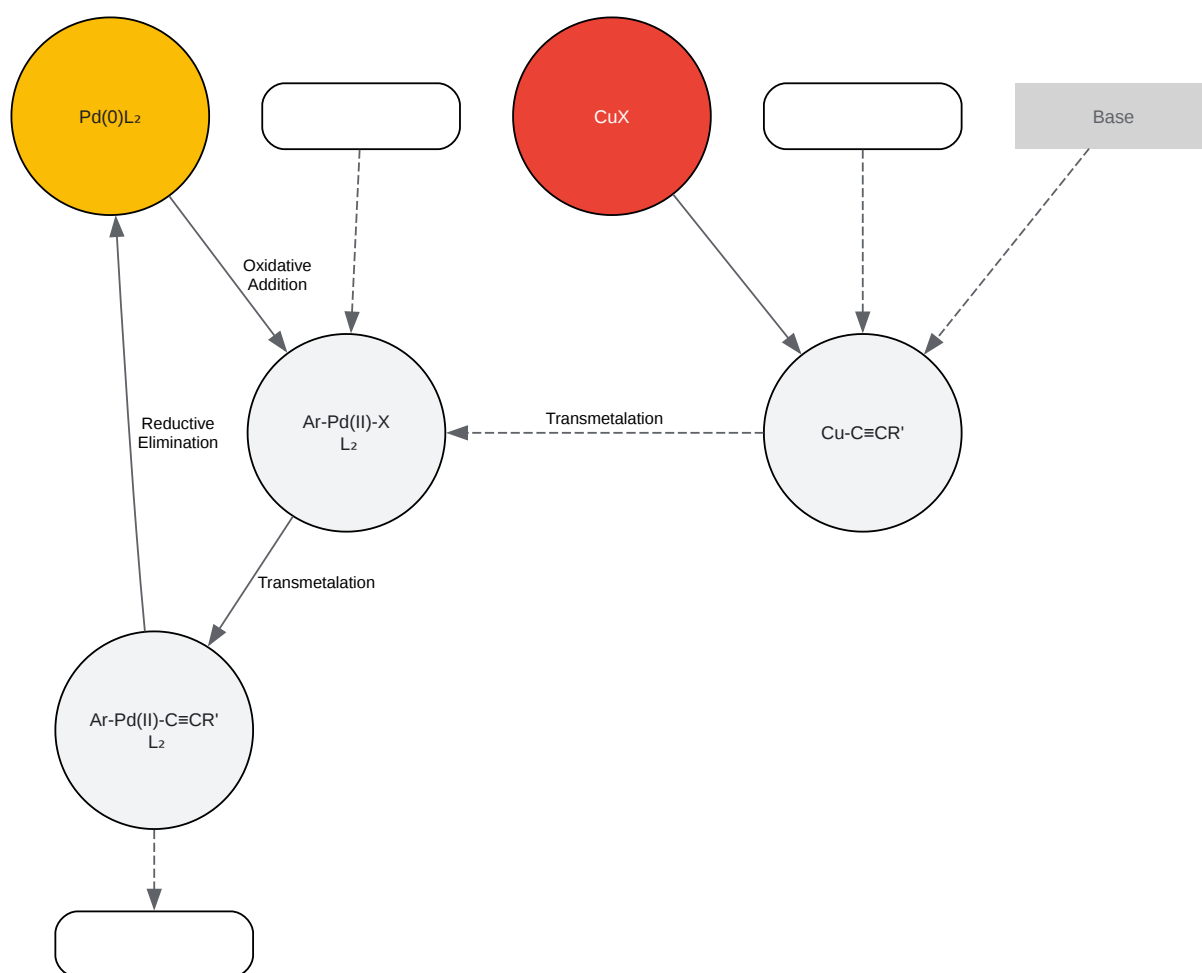 Pd(0)L₂
CuX
Base
Oxidative
Addition
Reductive
Elimination
Ar-Pd(II)-X
L₂
Transmetalation
Cu-C≡CR'
Transmetalation
Ar-Pd(II)-C≡CR'
L₂